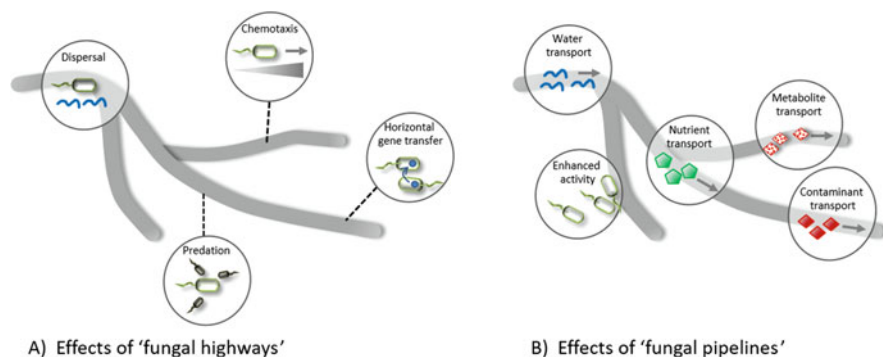 Chemotaxis
Dispersal
Horizontal
gene transfer
Predation
A) Effects of 'fungal highways'
Water
transport
Metabolite
transport
Nutrient
transport
Enhanced
activity
Contaminant
transport
B) Effects of 'fungal pipelines'